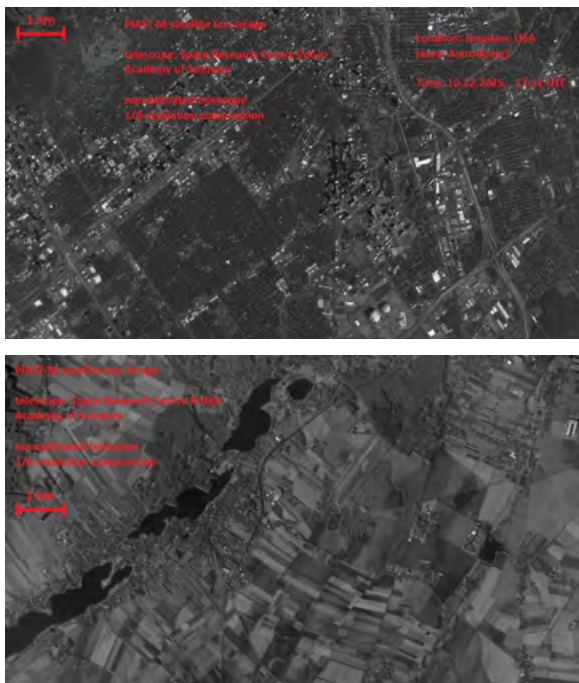 1 km
PIAST-M satellite test image
telescope: Space Research Centre Polish
Academy of Sciences
noncalibrated telescope
1/4 resolution compression
Location: Houston, USA
(area: Astrodome)
Time: 10.12.2025, 17:11 UTC
PIAST-M satellite test image
telescope: Space Research Centre Polish
Academy of Sciences
noncalibrated telescope
1/4 resolution compression
1 km